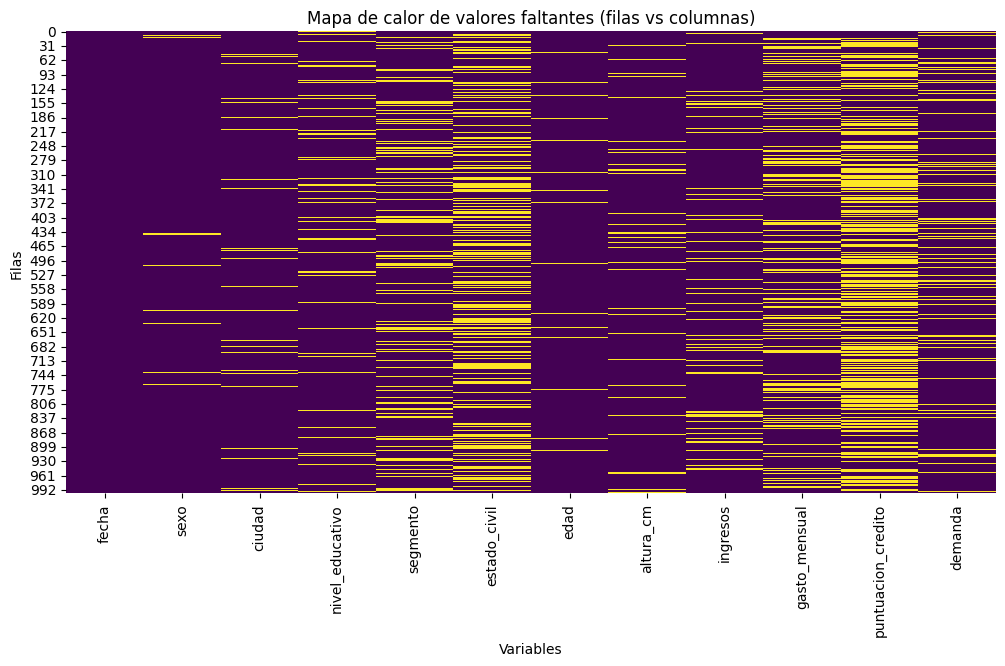 Mapa de calor de valores faltantes (filas vs columnas)
0
31
62
93
124
155
186
217
248
279
310
341
372
403
434
465
496
527
558
589
620
651
682
713
744
775
806
837
868
899
930
961
992
Filas
fecha
sexo
ciudad
nivel_educativo
segmento
estado_civil
edad
altura_cm
ingresos
gasto_mensual
puntuacion_credito
demanda
Variables